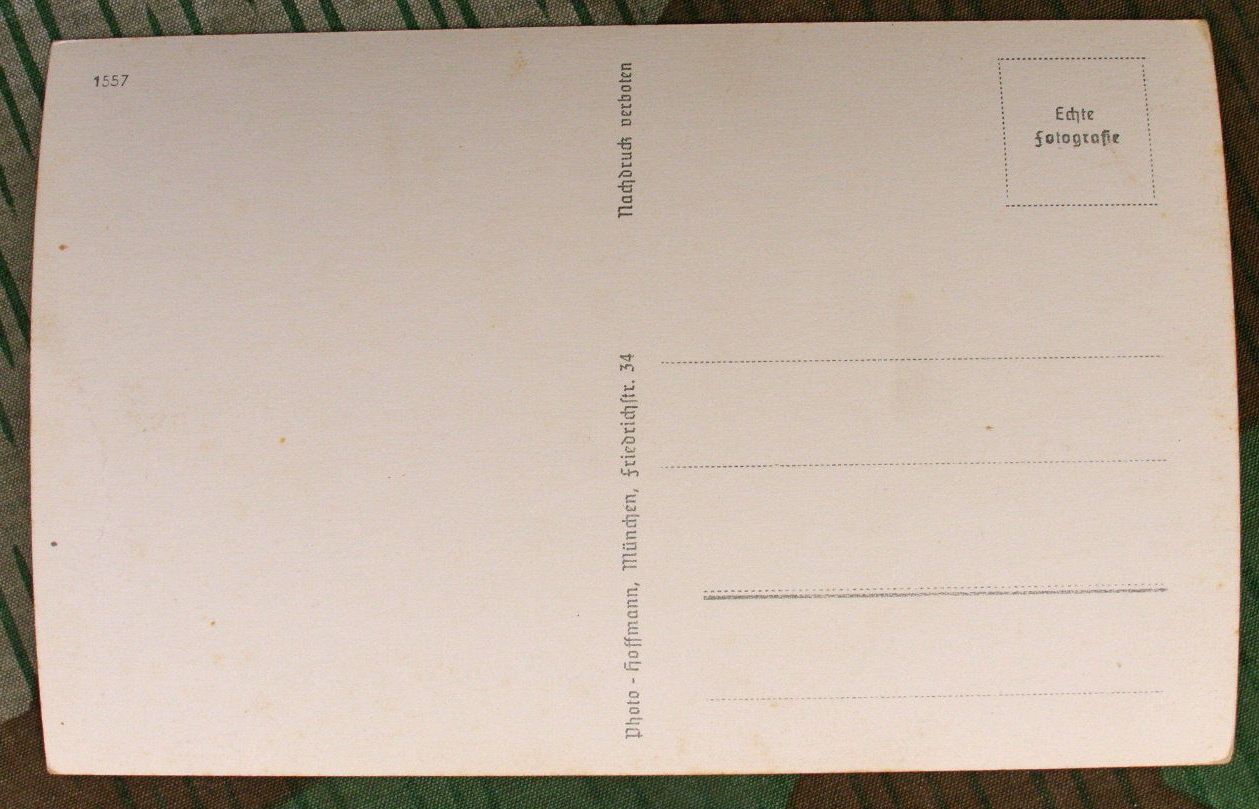 1557
Nachdruck verboten
Photo - Hoffmann, München, Friedrichstr. 34
Echte
Fotografie